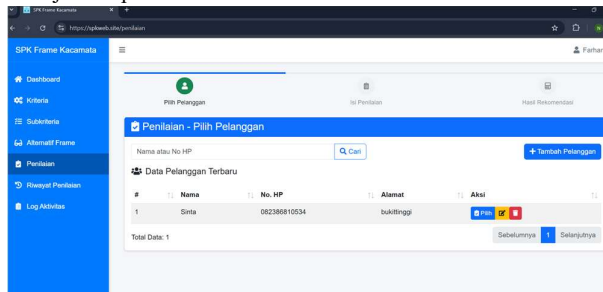 SPK Frame Kacamata
https://spkweb.site/penilaian
SPK Frame Kacamata
Farhan
Dashboard
Kriteria
Subkriteria
Alternatif Frame
Penilaian
Riwayat Penilaian
Log Aktivitas
Pilih Pelanggan
Isi Penilaian
Hasil Rekomendasi
Penilaian - Pilih Pelanggan
Nama atau No HP
Cari
+ Tambah Pelanggan
Data Pelanggan Terbaru
# Nama No. HP Alamat Aksi
1 Sinta 082386810534 bukittinggi Pilih
Total Data: 1
Sebelumnya 1 Selanjutnya